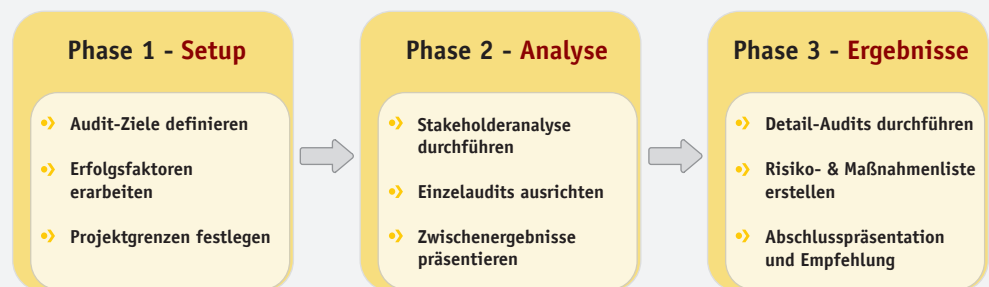 Phase 1 - Setup
Audit-Ziele definieren
Erfolgsfaktoren
erarbeiten
Projektgrenzen festlegen
Phase 2 - Analyse
Stakeholderanalyse
durchführen
Einzelaudits ausrichten
Zwischenergebnisse
präsentieren
Phase 3 - Ergebnisse
Detail-Audits durchführen
Risiko- & Maßnahmenliste
erstellen
Abschlusspräsentation
und Empfehlung